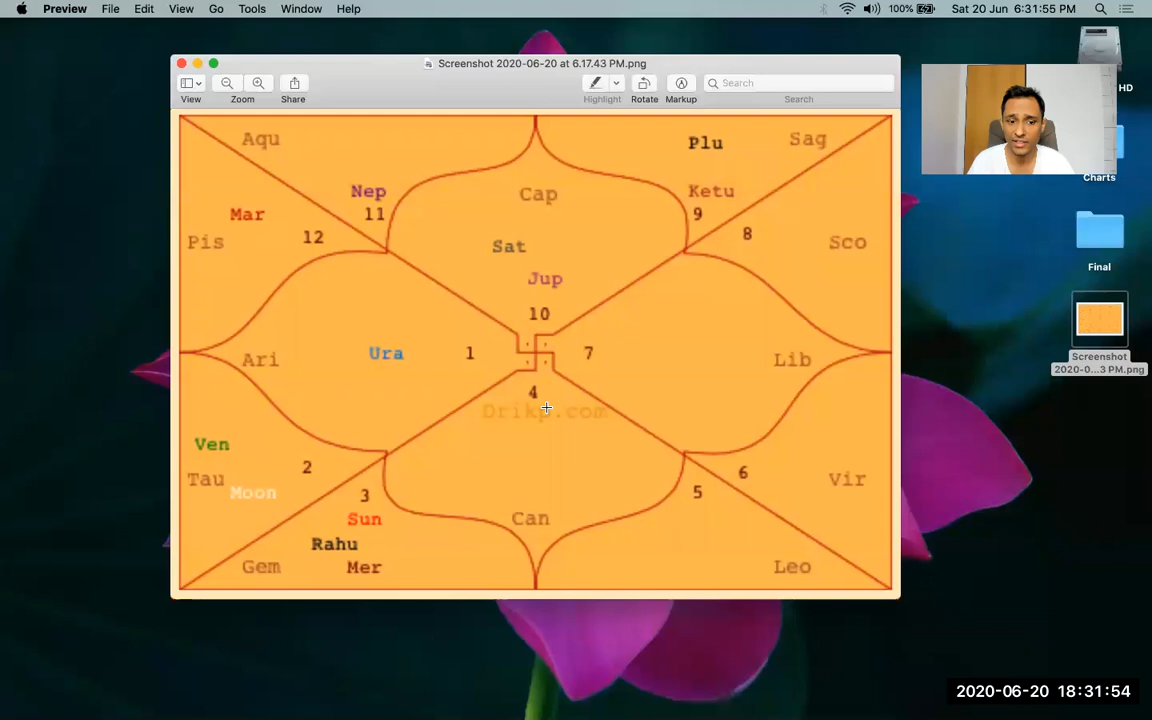 Preview File Edit View Go Tools Window Help 100% Sat 20 Jun 6:31:55 PM
Screenshot 2020-06-20 at 6.17.43 PM.png
Search
View Zoom Share Highlight Rotate Markup Search
HD
Charts
Final
Screenshot
2020-0...3 PM.png
Aqu Plu Sag
Nep Cap Ketu
Mar 11 9
Pis 12 8 Sco
Sat
Jup
10
Ari Ura 1 7 Lib
4
Drikp.com
Ven
2 6
Tau Moon 3 5 Vir
Sun Can
Rahu
Gem Mer Leo
2020-06-20 18:31:54